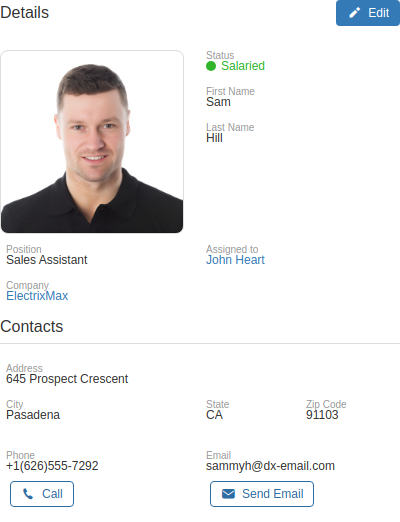 Details
Edit
Status
Salaried
First Name
Sam
Last Name
Hill
Position
Sales Assistant
Assigned to
John Heart
Company
ElectrixMax
Contacts
Address
645 Prospect Crescent
City
Pasadena
State
CA
Zip Code
91103
Phone
+1(626)555-7292
Call
Email
sammyh@dx-email.com
Send Email